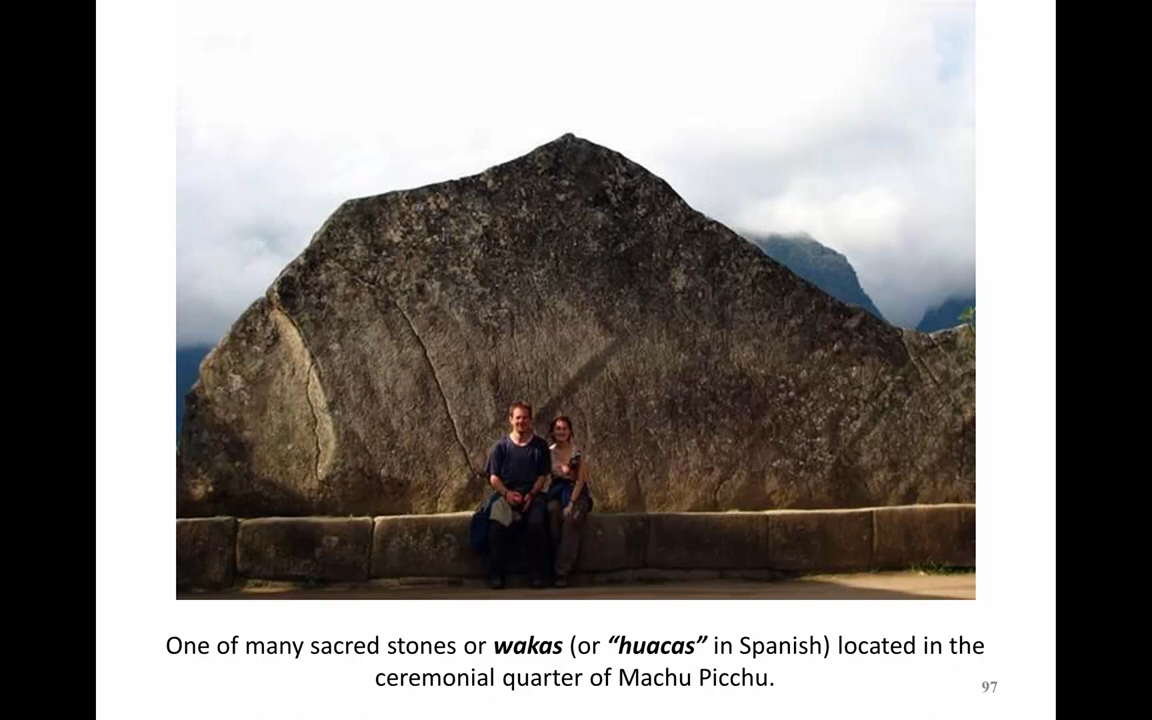 One of many sacred stones or wakas (or “huacas” in Spanish) located in the
ceremonial quarter of Machu Picchu.
97